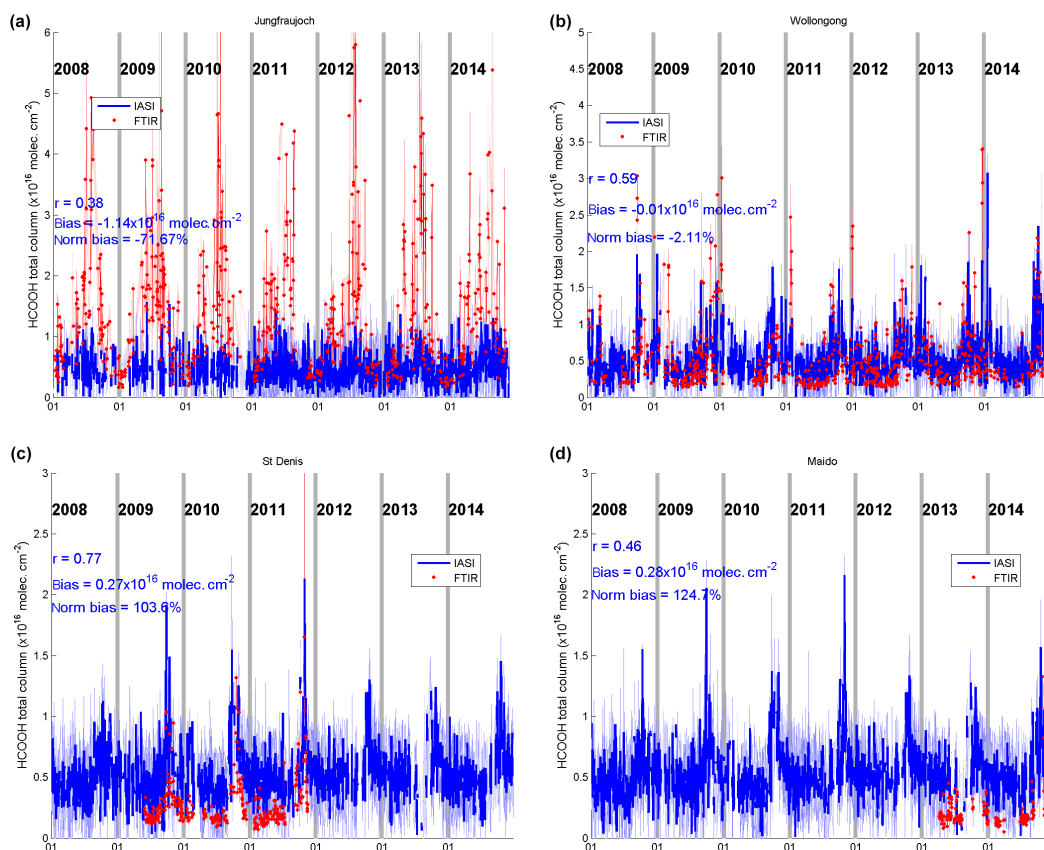 (a)
Jungfraujoch
HCOOH total column (x10^16 molec. cm^-2)
6
5
4
3
2
1
0
2008 2009 2010 2011 2012 2013 2014
IASI
FTIR
r = 0.38
Bias = -1.14x10^16 molec.cm^-2
Norm bias = -71.67%
01 01 01 01 01 01 01
(b)
Wollongong
HCOOH total column (x10^16 molec. cm^-2)
5
4.5
4
3.5
3
2.5
2
1.5
1
0.5
0
2008 2009 2010 2011 2012 2013 2014
IASI
FTIR
r = 0.59
Bias = -0.01x10^16 molec.cm^-2
Norm bias = -2.11%
01 01 01 01 01 01 01
(c)
St Denis
HCOOH total column (x10^16 molec. cm^-2)
3
2.5
2
1.5
1
0.5
0
2008 2009 2010 2011 2012 2013 2014
IASI
FTIR
r = 0.77
Bias = 0.27x10^16 molec. cm^-2
Norm bias = 103.6%
01 01 01 01 01 01 01
(d)
Maido
HCOOH total column (x10^16 molec. cm^-2)
3
2.5
2
1.5
1
0.5
0
2008 2009 2010 2011 2012 2013 2014
IASI
FTIR
r = 0.46
Bias = 0.28x10^16 molec. cm^-2
Norm bias = 124.7%
01 01 01 01 01 01 01